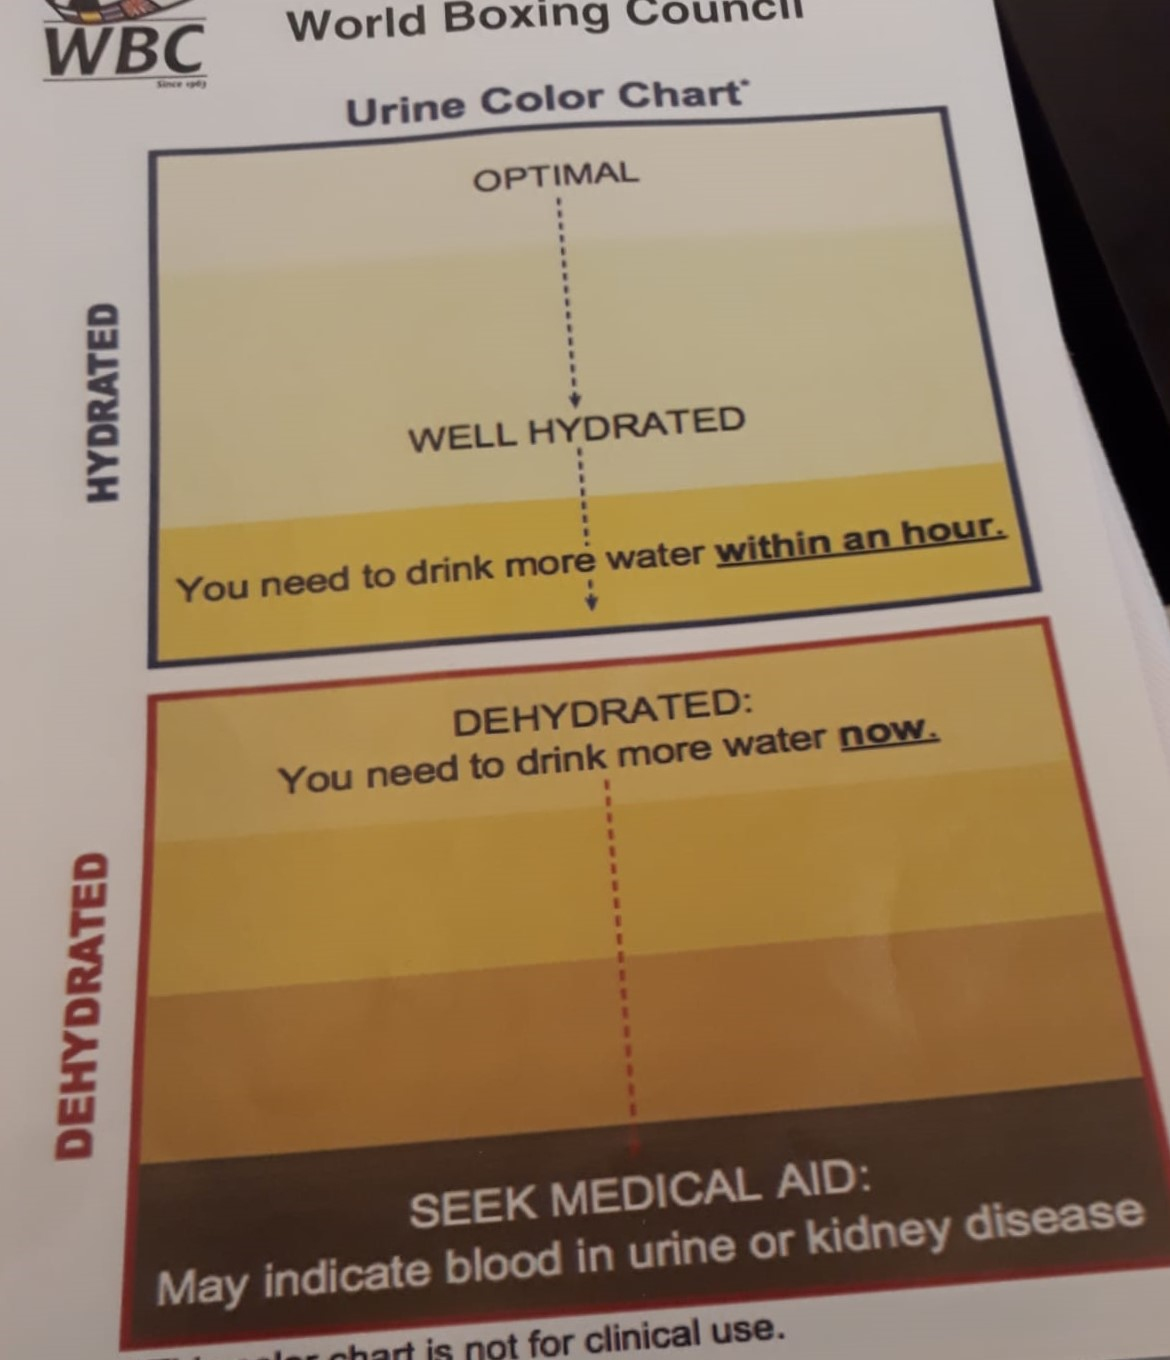 World Boxing Council
WBC
Since 1963
Urine Color Chart*
HYDRATED
OPTIMAL
WELL HYDRATED
You need to drink more water within an hour.
DEHYDRATED
DEHYDRATED:
You need to drink more water now.
SEEK MEDICAL AID:
May indicate blood in urine or kidney disease
chart is not for clinical use.